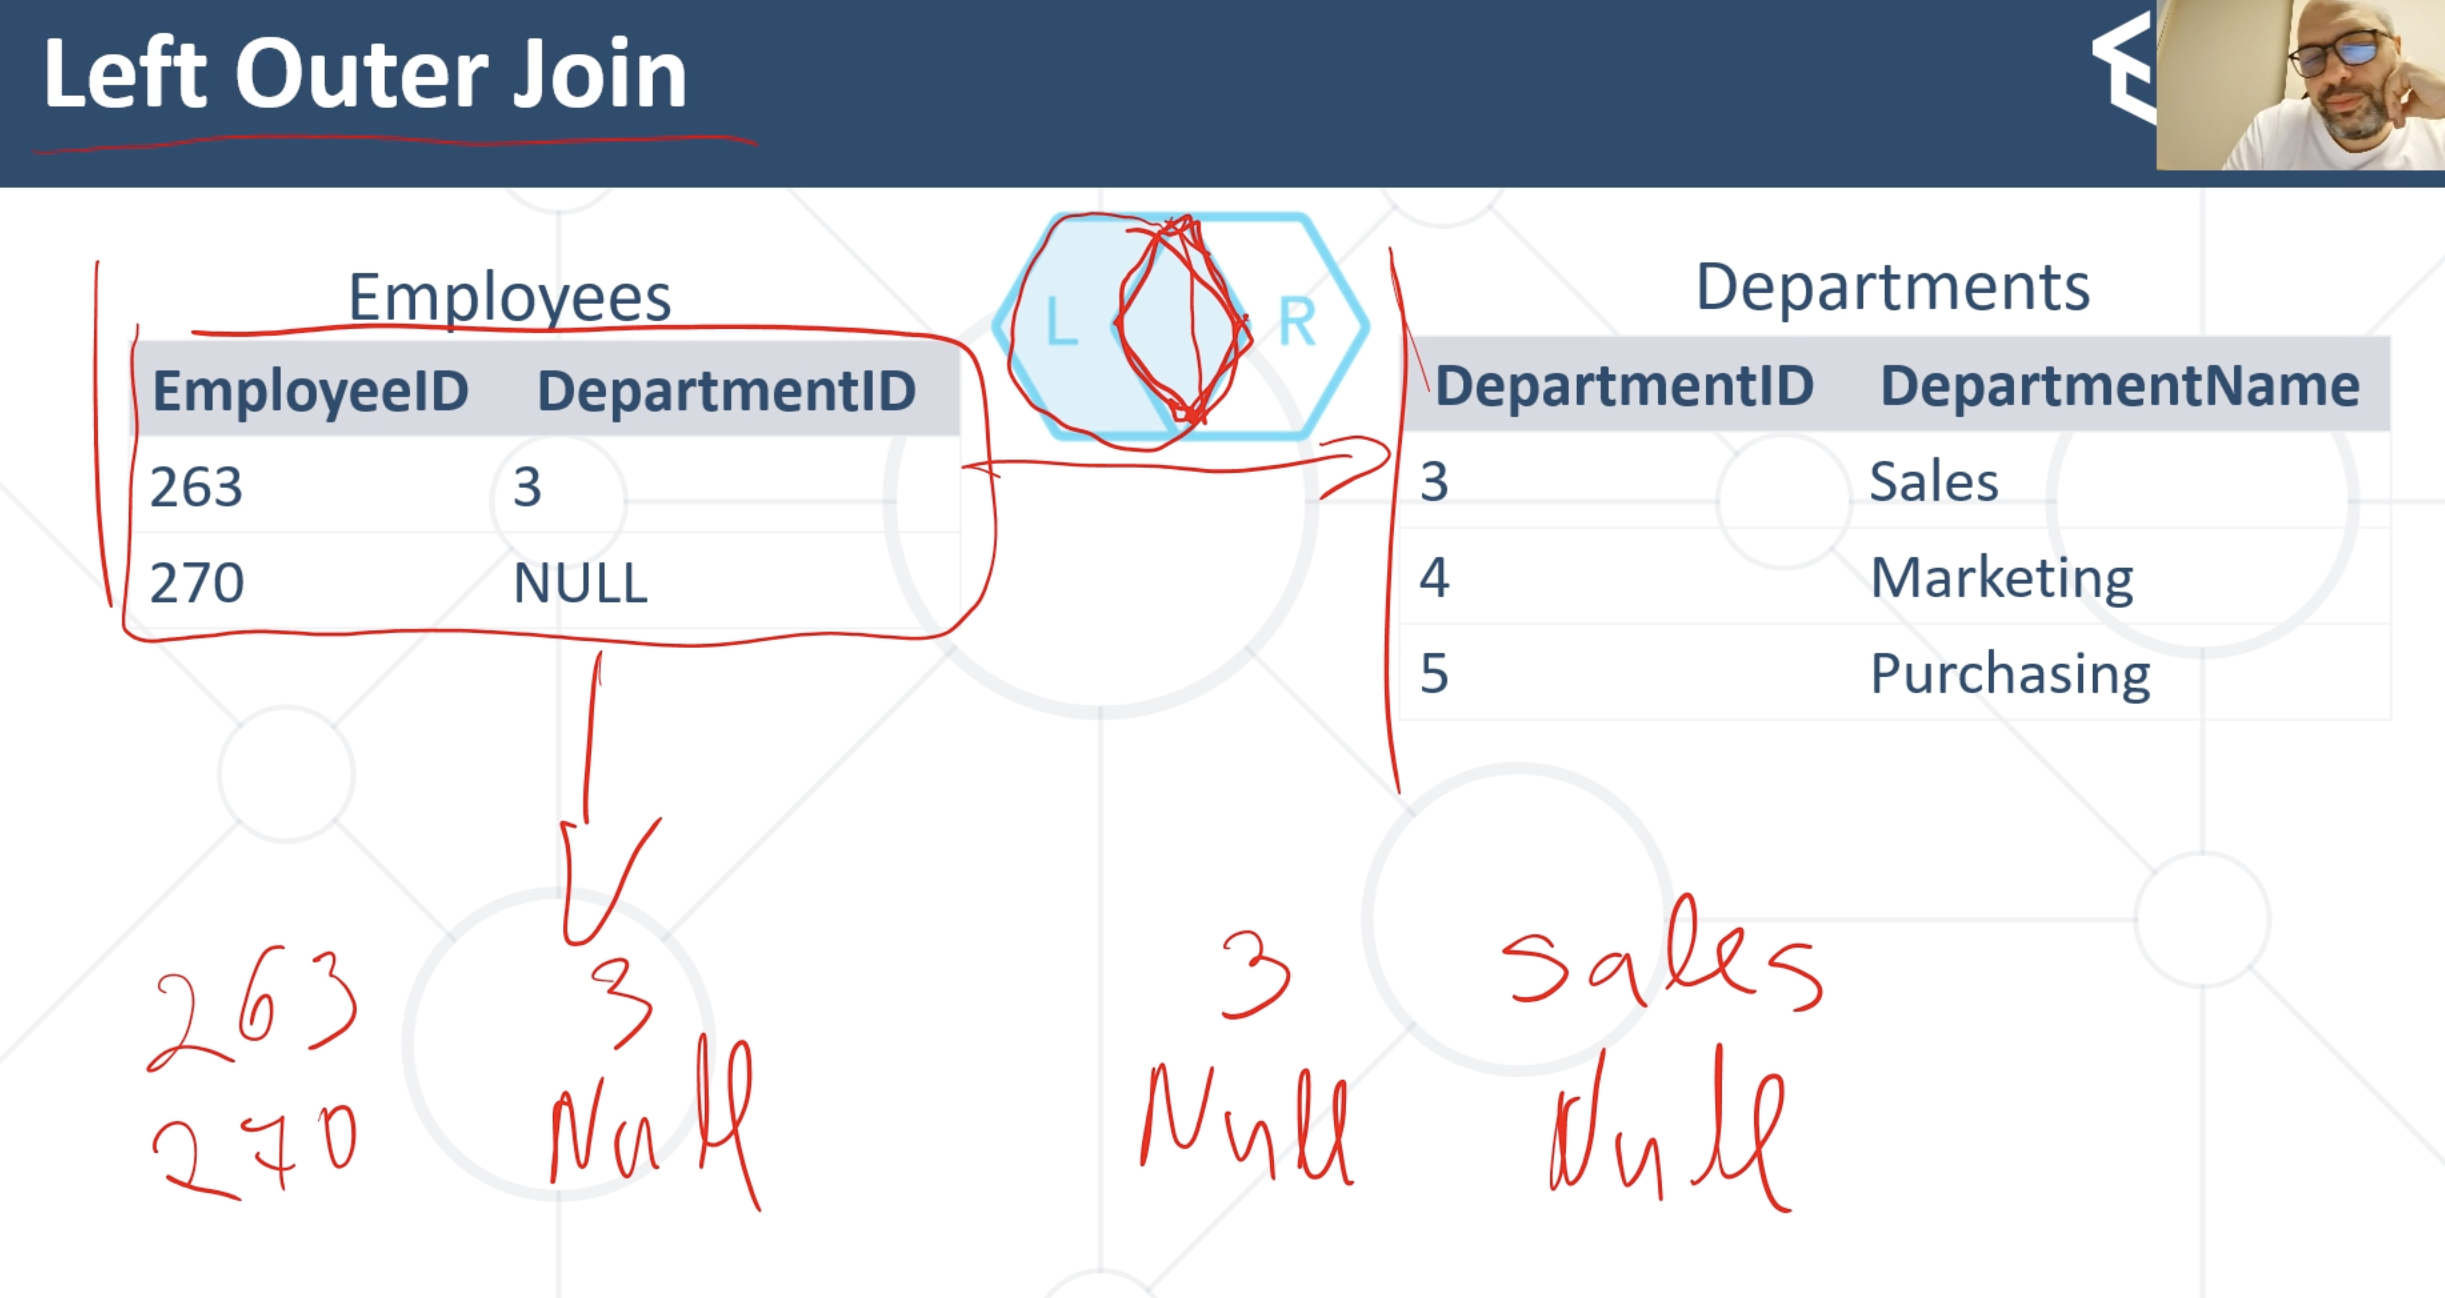 Left Outer Join
Employees
L
R
Departments
EmployeeID DepartmentID
DepartmentID DepartmentName
263 3
3 Sales
270 NULL
4 Marketing
5 Purchasing
263 3 3 Sales
270 Null Null Null